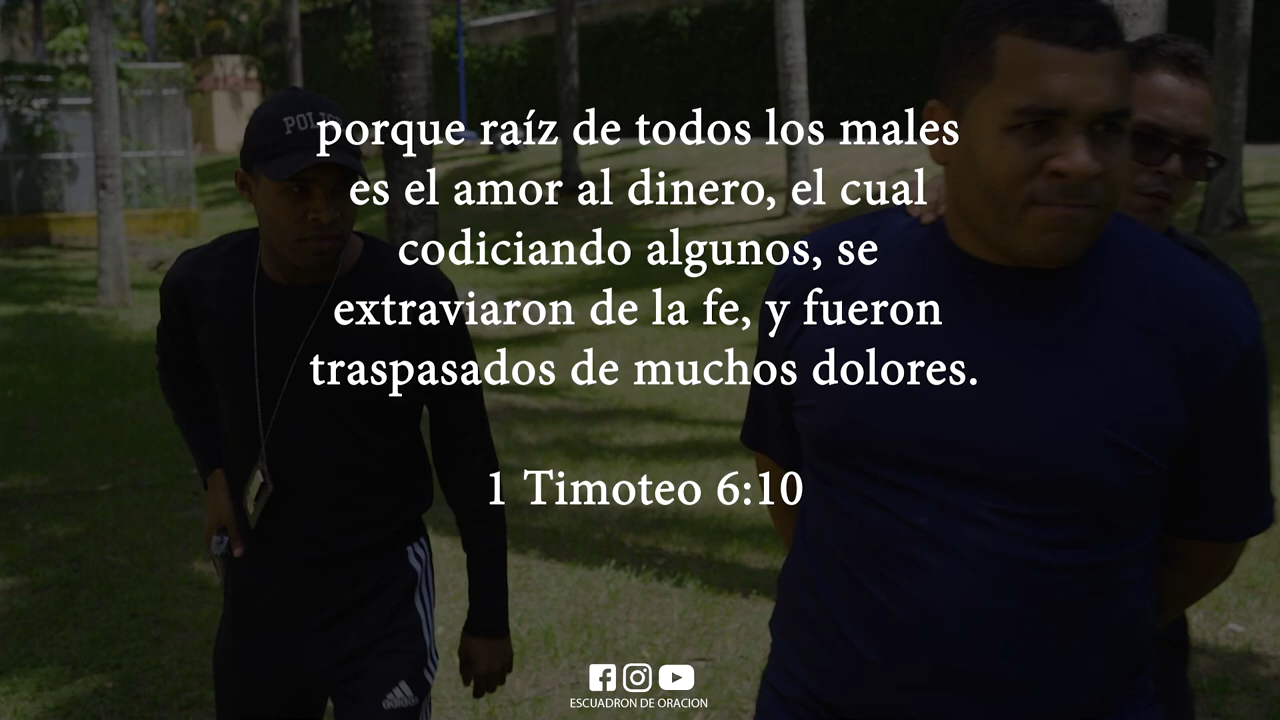 porque raíz de todos los males
es el amor al dinero, el cual
codiciando algunos, se
extraviaron de la fe, y fueron
traspasados de muchos dolores.
1 Timoteo 6:10
ESCUADRON DE ORACION